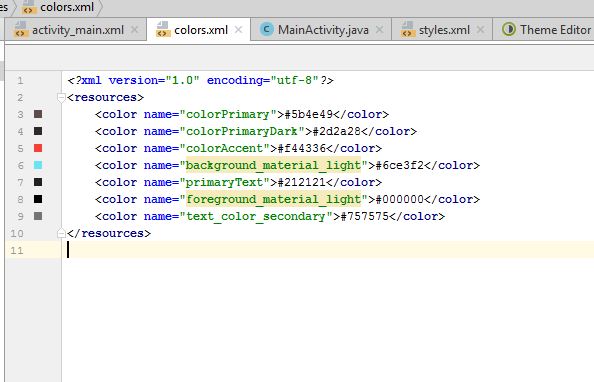 es colors.xml
activity_main.xml colors.xml MainActivity.java styles.xml Theme Editor
1 <?xml version="1.0" encoding="utf-8"?>
2 <resources>
3 <color name="colorPrimary">#5b4e49</color>
4 <color name="colorPrimaryDark">#2d2a28</color>
5 <color name="colorAccent">#f44336</color>
6 <color name="background_material_light">#6ce3f2</color>
7 <color name="primaryText">#212121</color>
8 <color name="foreground_material_light">#000000</color>
9 <color name="text_color_secondary">#757575</color>
10 </resources>
11